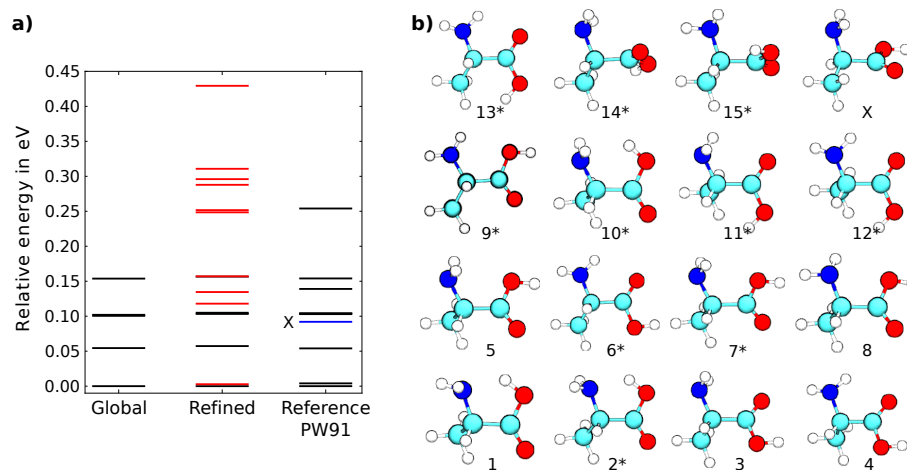 a)
Relative energy in eV
0.45
0.40
0.35
0.30
0.25
0.20
0.15
0.10
0.05
0.00
X
Global
Refined
Reference
PW91
b)
13*
14*
15*
X
9*
10*
11*
12*
5
6*
7*
8
1
2*
3
4